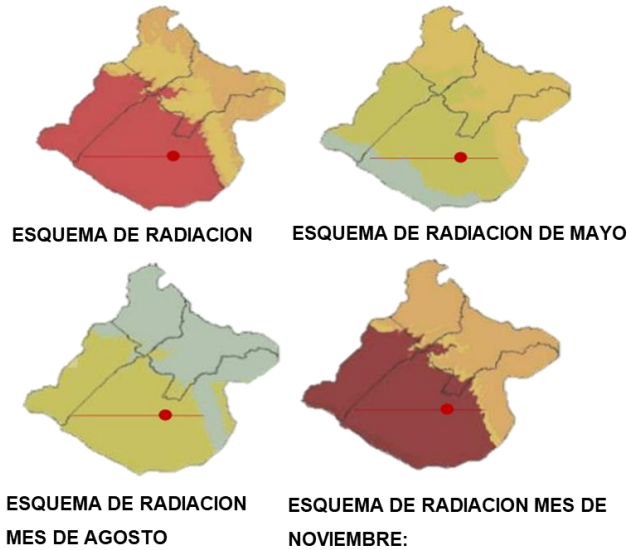 ESQUEMA DE RADIACION
ESQUEMA DE RADIACION DE MAYO
ESQUEMA DE RADIACION
MES DE AGOSTO
ESQUEMA DE RADIACION MES DE
NOVIEMBRE: